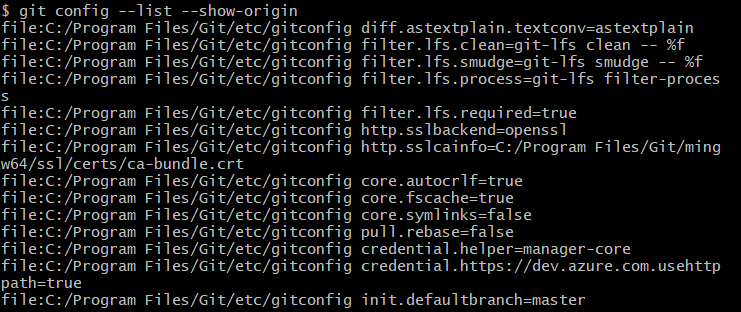 $ git config --list --show-origin
file:C:/Program Files/Git/etc/gitconfig diff.astextplain.textconv=astextplain
file:C:/Program Files/Git/etc/gitconfig filter.lfs.clean=git-lfs clean -- %f
file:C:/Program Files/Git/etc/gitconfig filter.lfs.smudge=git-lfs smudge -- %f
file:C:/Program Files/Git/etc/gitconfig filter.lfs.process=git-lfs filter-proces
s
file:C:/Program Files/Git/etc/gitconfig filter.lfs.required=true
file:C:/Program Files/Git/etc/gitconfig http.sslbackend=openssl
file:C:/Program Files/Git/etc/gitconfig http.sslcainfo=C:/Program Files/Git/ming
w64/ssl/certs/ca-bundle.crt
file:C:/Program Files/Git/etc/gitconfig core.autocrlf=true
file:C:/Program Files/Git/etc/gitconfig core.fscache=true
file:C:/Program Files/Git/etc/gitconfig core.symlinks=false
file:C:/Program Files/Git/etc/gitconfig pull.rebase=false
file:C:/Program Files/Git/etc/gitconfig credential.helper=manager-core
file:C:/Program Files/Git/etc/gitconfig credential.https://dev.azure.com.usehttp
path=true
file:C:/Program Files/Git/etc/gitconfig init.defaultbranch=master